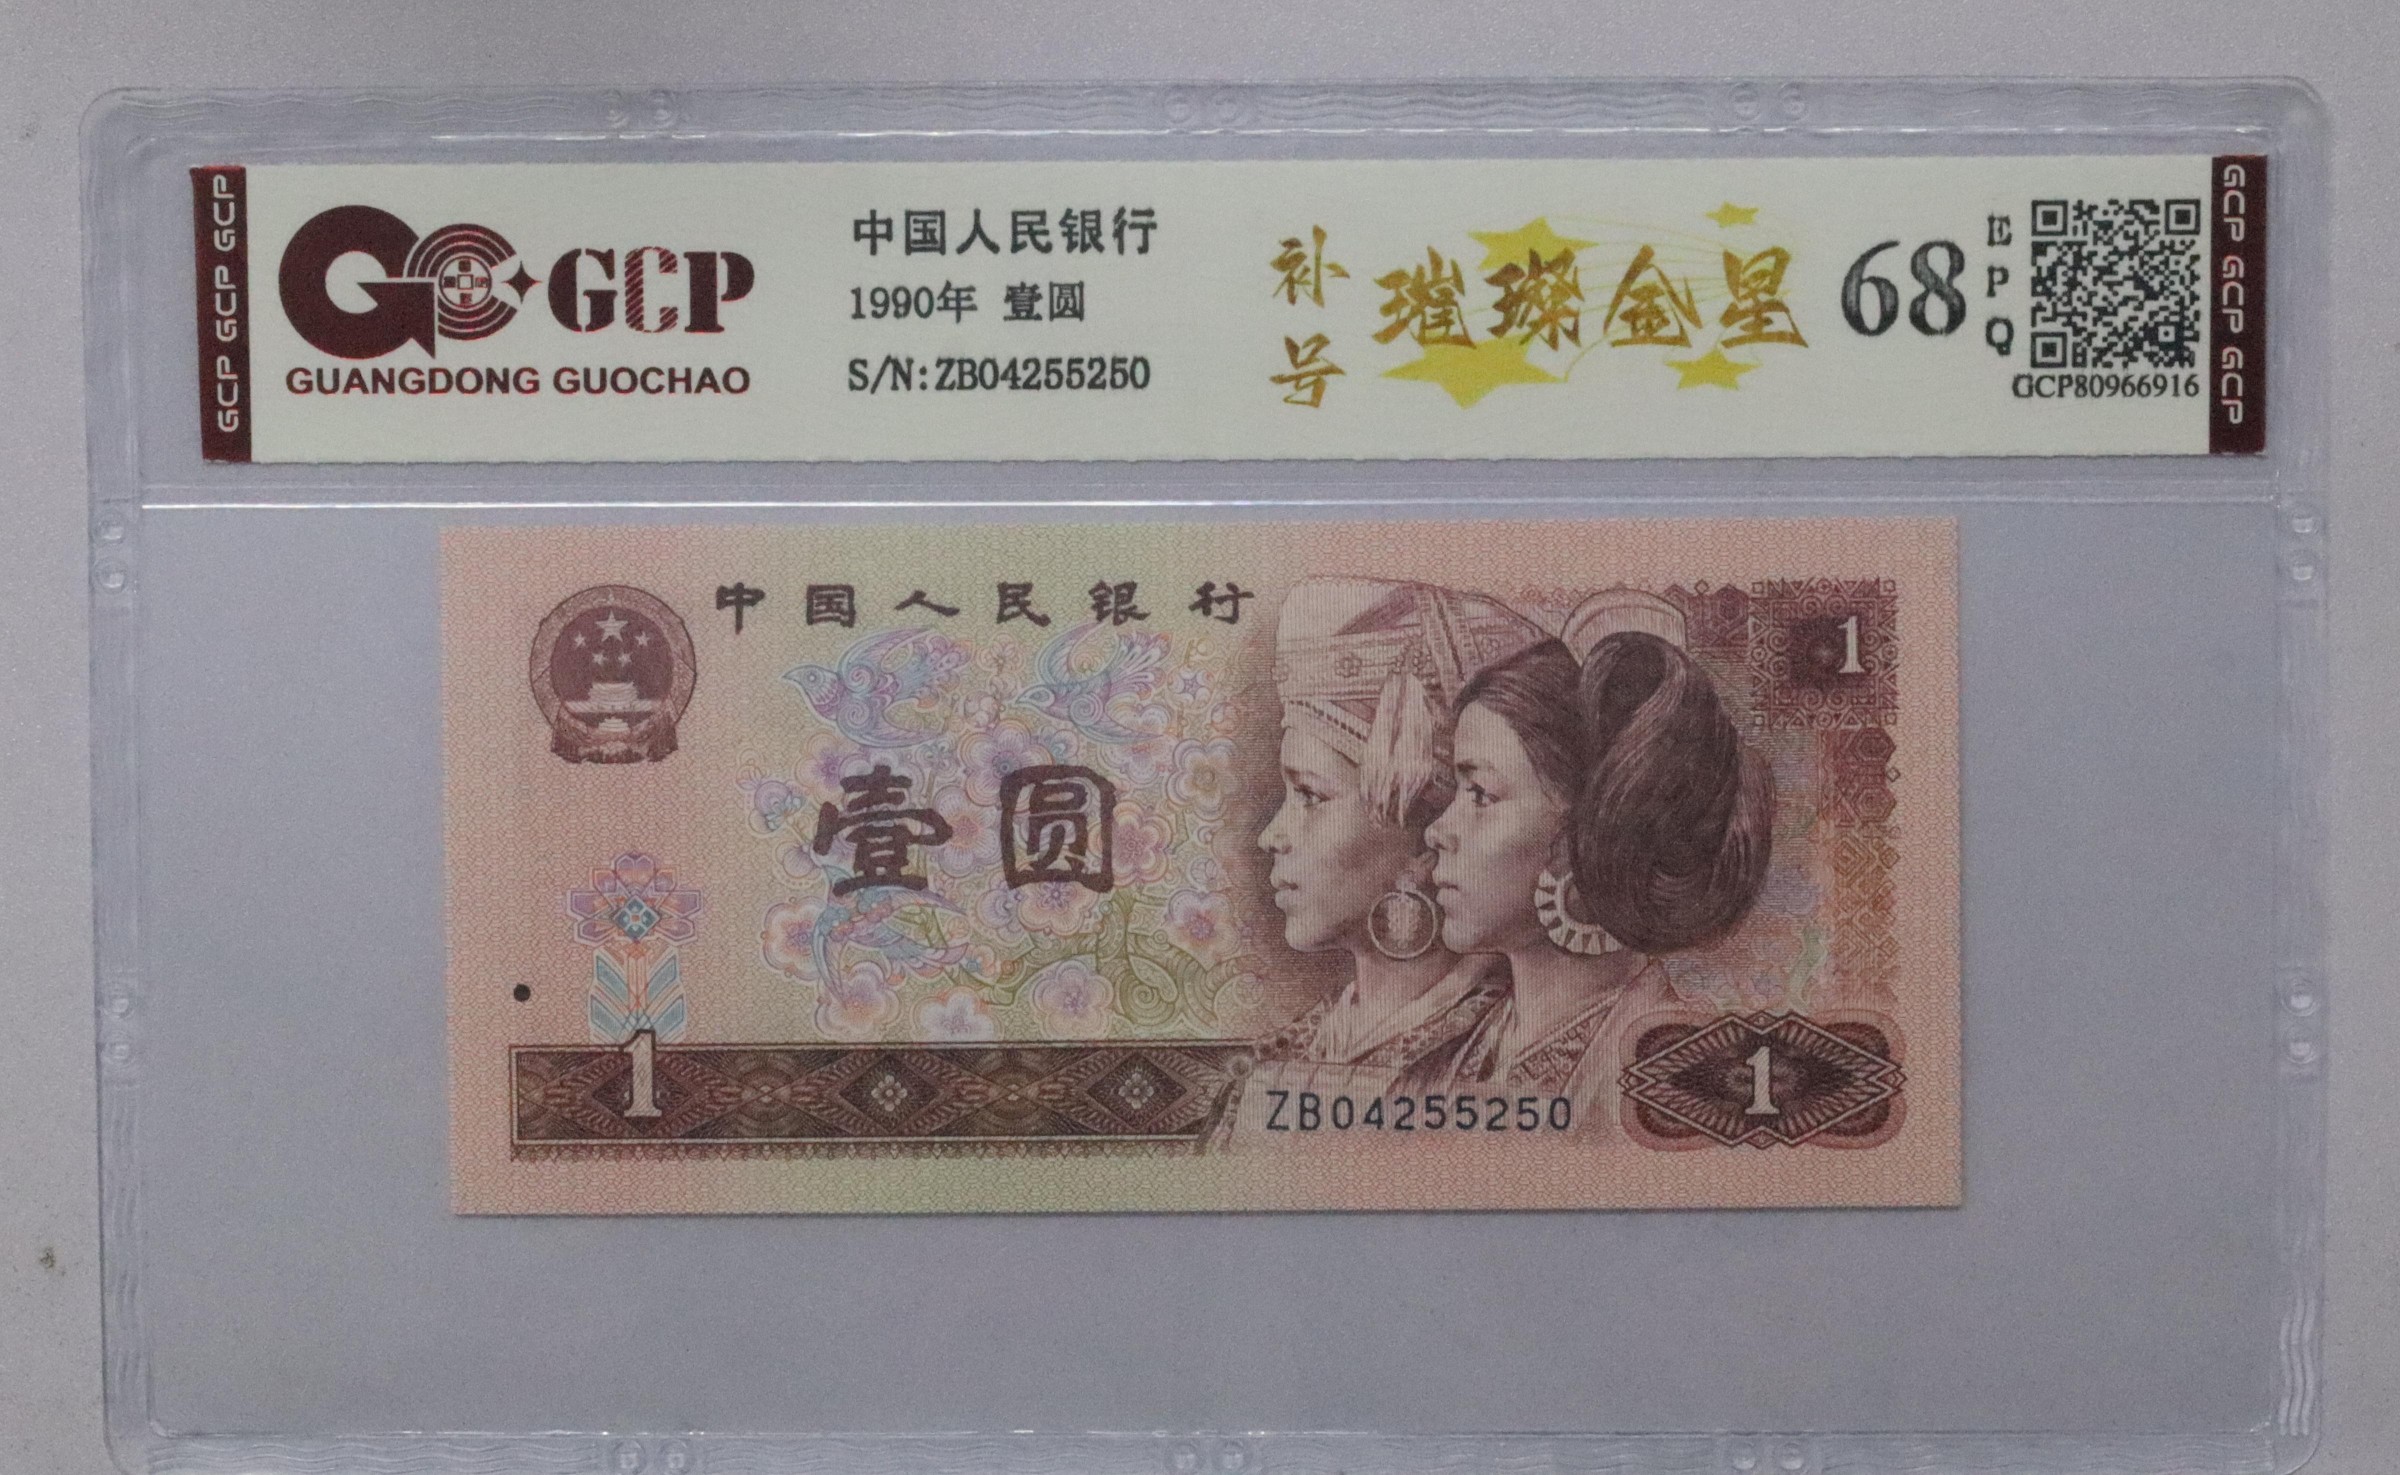 GCP GCP GCP GCP
GCP
GUANGDONG GUOCHAO
中国人民银行
1990年 壹圆
S/N:ZB04255250
补号
璀璨金星
68
EPQ
GCP80966916
GCP GCP GCP GCP
中国人民银行
1
壹圆
1
ZB04255250
1